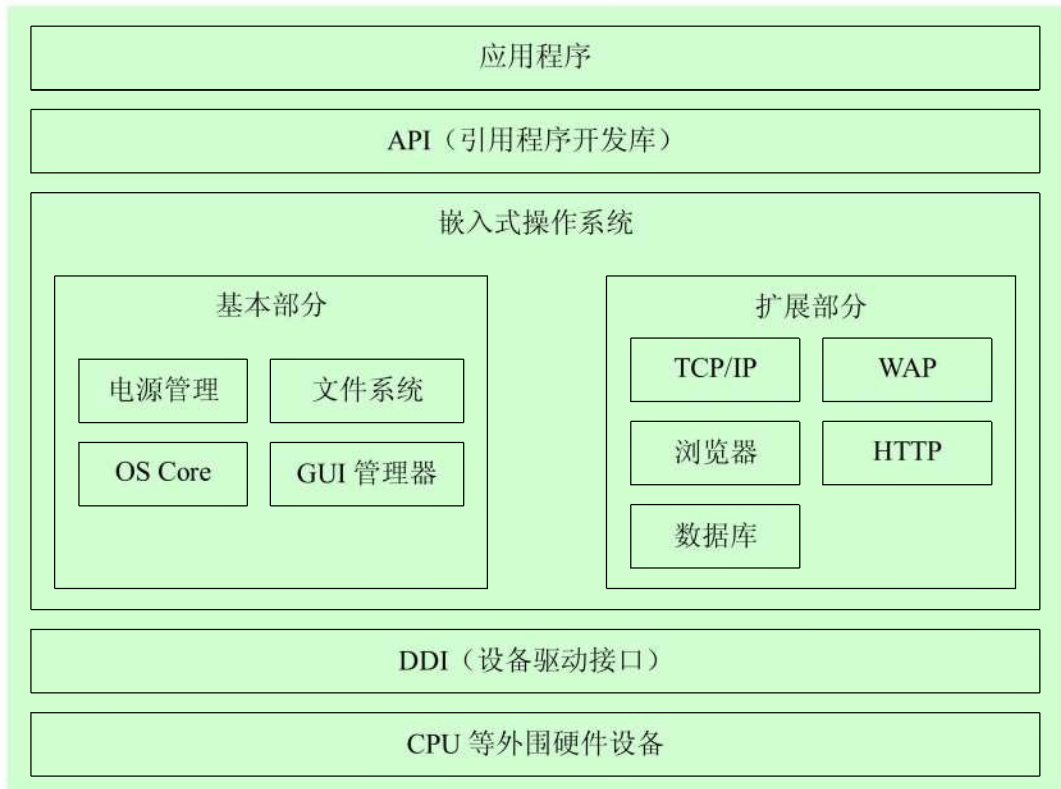 应用程序
API（引用程序开发库）
嵌入式操作系统
基本部分
电源管理 文件系统
OS Core GUI 管理器
扩展部分
TCP/IP WAP
浏览器 HTTP
数据库
DDI（设备驱动接口）
CPU 等外围硬件设备